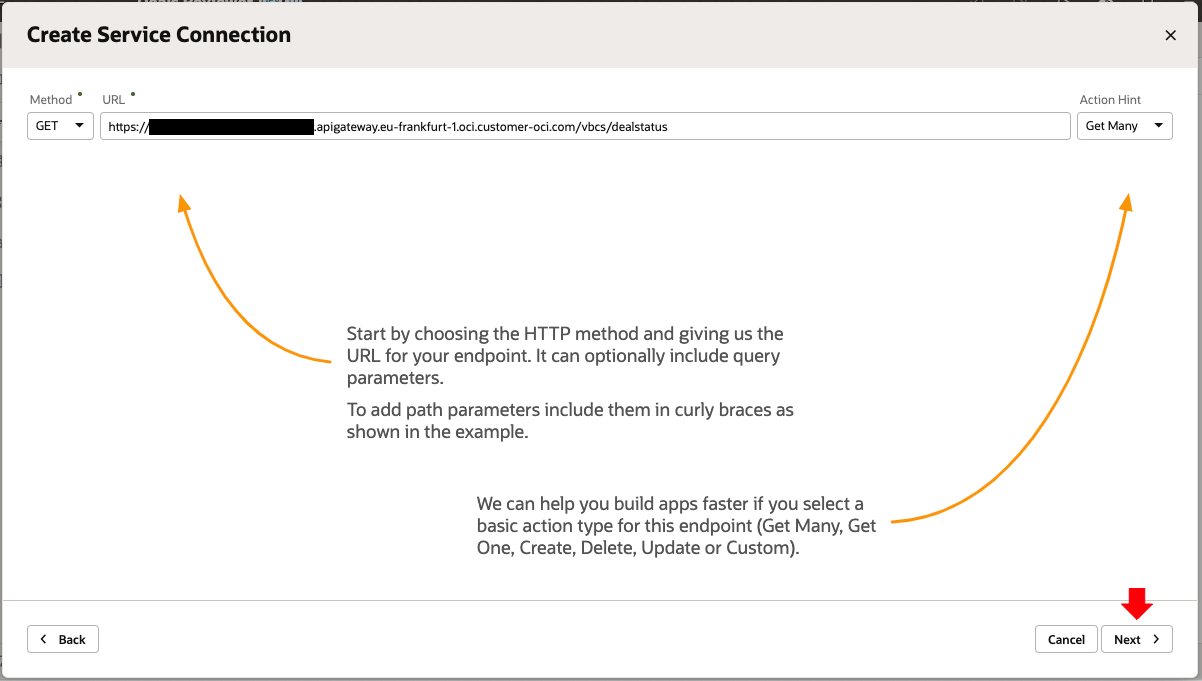 Create Service Connection
Method
URL
Action Hint
GET
https://
.apigateway.eu-frankfurt-1.oci.customer-oci.com/vbcs/dealstatus
Get Many
Start by choosing the HTTP method and giving us the
URL for your endpoint. It can optionally include query
parameters.
To add path parameters include them in curly braces as
shown in the example.
We can help you build apps faster if you select a
basic action type for this endpoint (Get Many, Get
One, Create, Delete, Update or Custom).
Back
Cancel
Next